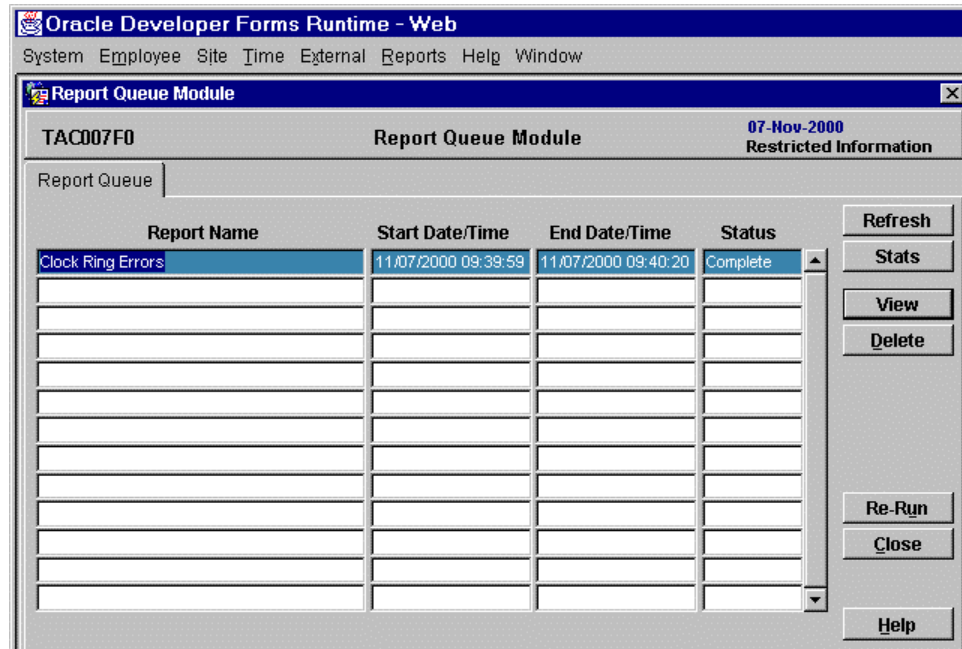 Oracle Developer Forms Runtime - Web
System Employee Site Time External Reports Help Window
Report Queue Module
TAC007F0 Report Queue Module 07-Nov-2000
Restricted Information
Report Queue
Report Name Start Date/Time End Date/Time Status
Clock Ring Errors 11/07/2000 09:39:59 11/07/2000 09:40:20 Complete
Refresh
Stats
View
Delete
Re-Run
Close
Help